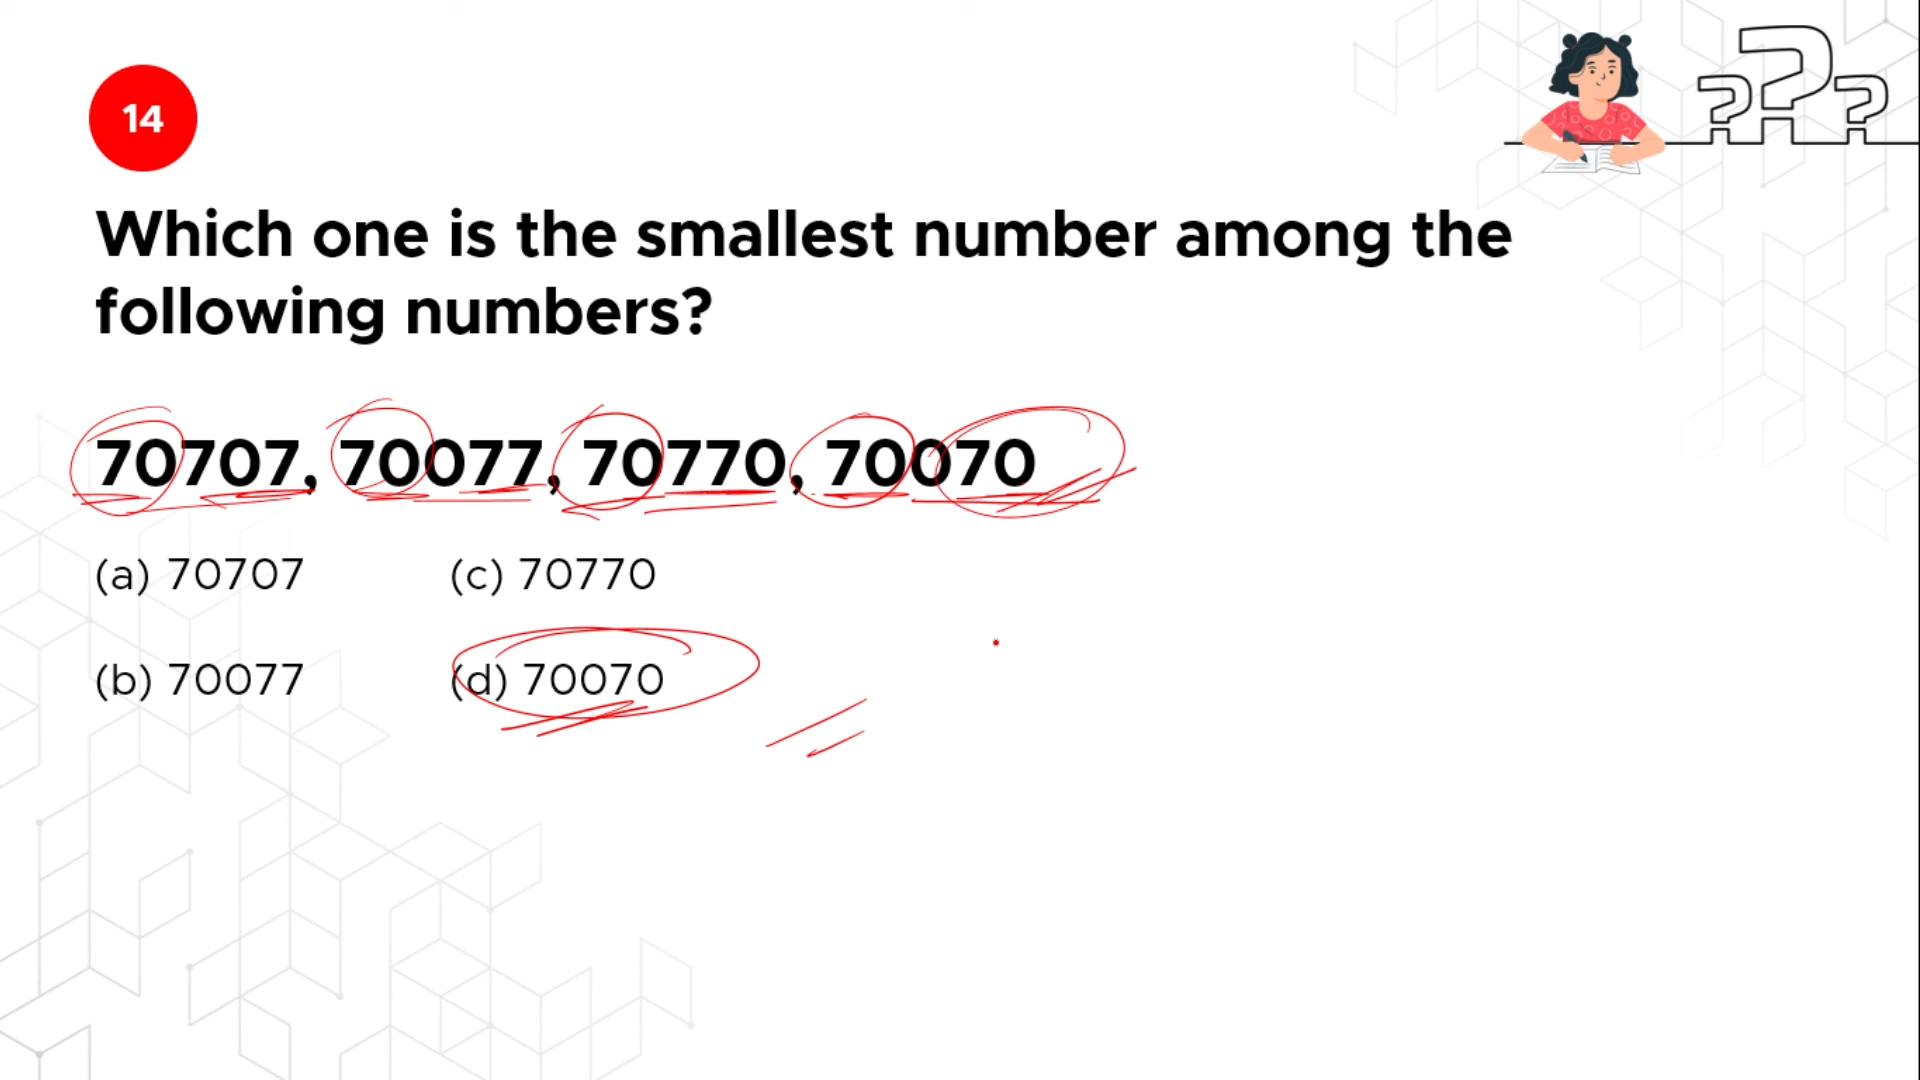 14
Which one is the smallest number among the
following numbers?
70707, 70077, 70770, 70070
(a) 70707 (c) 70770
(b) 70077 (d) 70070